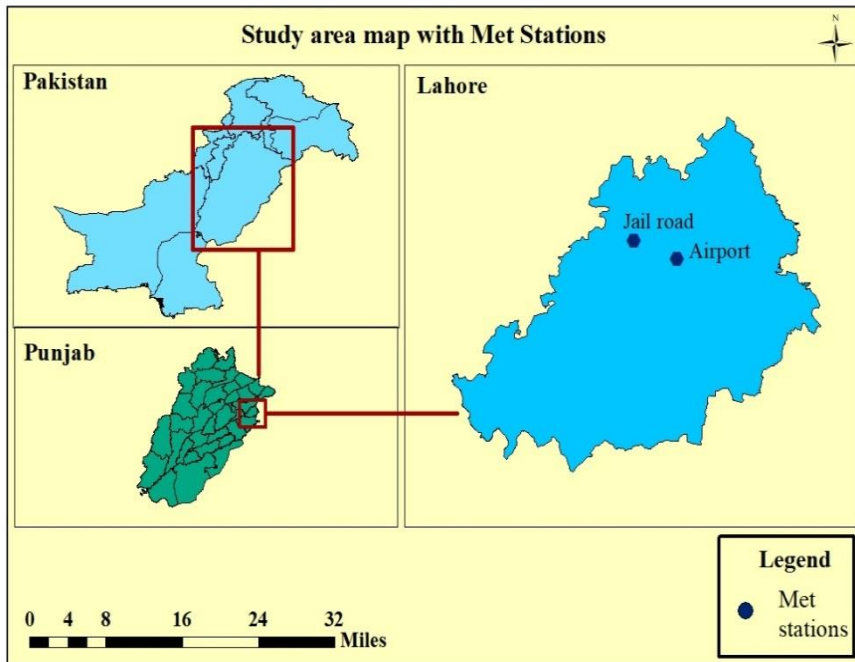 Study area map with Met Stations
N
Pakistan
Lahore
Jail road
Airport
Punjab
Legend
Met
stations
0 4 8 16 24 32
Miles